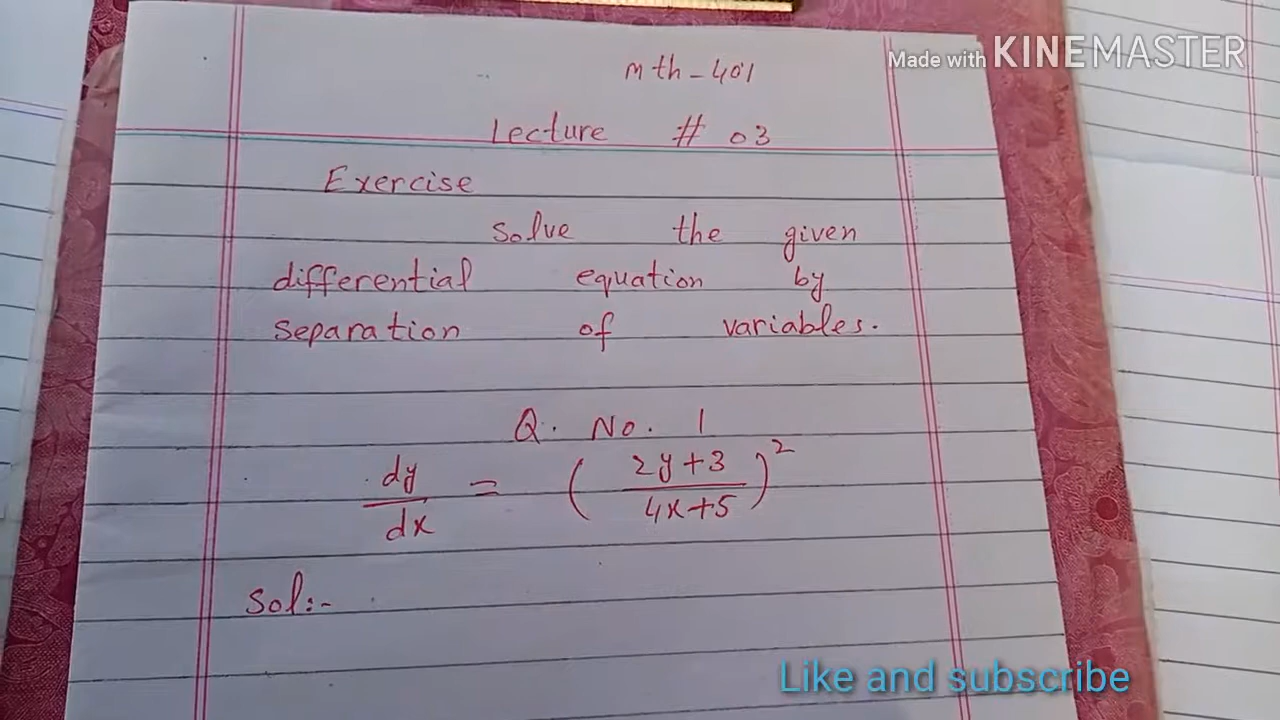 Made with KINEMASTER
Mth-401
Lecture # 03
Exercise
Solve the given
differential equation by
separation of variables.
Q. No. 1
dy/dx = (2y+3/4x+5)²
Sol:-
Like and subscribe